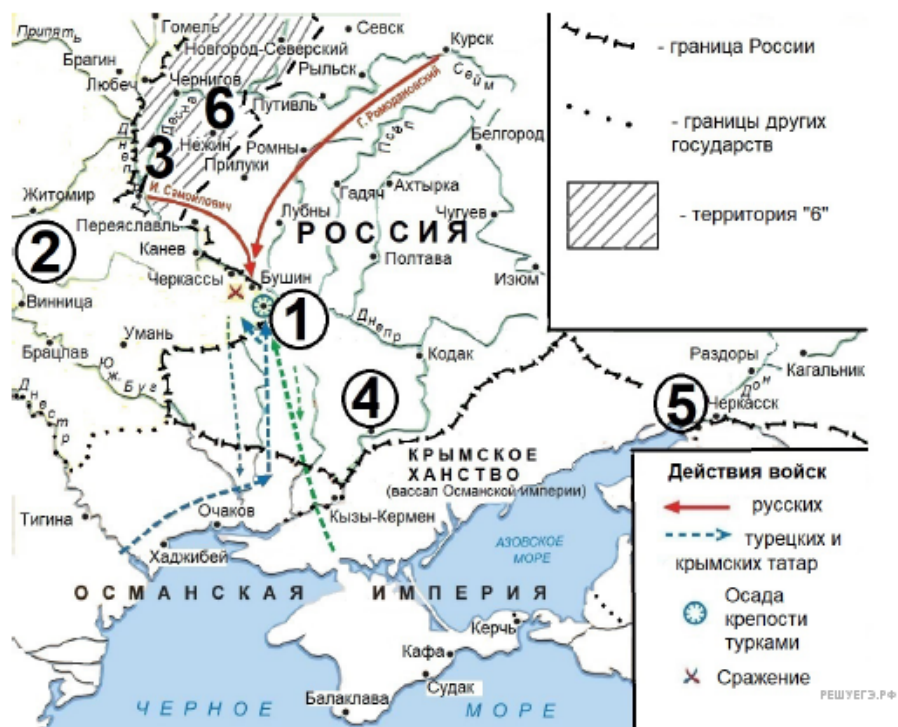 Гомель
Севск
Припять
Новгород-Северский
Курск
Брагин
Рыльск
Сейм
Любеч
Чернигов
Путивль
Г. Ромодановский
Десна
6
Псел
Белгород
Днепр
3
Нежин
Ромны
Прилуки
Житомир
И. Самойлович
Гадяч
Ахтырка
Переяславль
Лубны
Чугуев
РОССИЯ
2
Канев
Полтава
Черкассы
Бушин
Изюм
Винница
1
Умань
Днепр
Брацлав
Кодак
Юж. Буг
Раздоры
Кагальник
Дон
Днестр
4
5
Черкасск
КРЫМСКОЕ
ХАНСТВО
(вассал Османской империи)
Тигина
Очаков
Кызы-Кермен
АЗОВСКОЕ
МОРЕ
Хаджибей
ОСМАНСКАЯ ИМПЕРИЯ
Керчь
Кафа
Судак
Балаклава
ЧЕРНОЕ МОРЕ
- граница России
- границы других
государств
- территория "6"
Действия войск
русских
турецких и
крымских татар
Осада
крепости
турками
Сражение
РЕШУЕГЭ.РФ